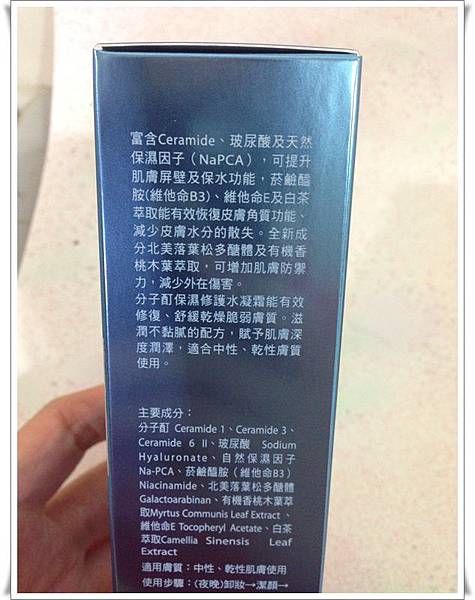 富含Ceramide、玻尿酸及天然
保濕因子（NaPCA），可提升
肌膚屏壁及保水功能，菸鹼醯
胺(維他命B3)、維他命E及白茶
萃取能有效恢復皮膚角質功能、
減少皮膚水分的散失。全新成
分北美落葉松多醣體及有機香
桃木葉萃取，可增加肌膚防禦
力，減少外在傷害。
分子酊保濕修護水凝霜能有效
修復、舒緩乾燥脆弱膚質。滋
潤不黏膩的配方，賦予肌膚深
度潤澤，適合中性、乾性膚質
使用。
主要成分：
分子酊 Ceramide 1、Ceramide 3、
Ceramide 6 II、玻尿酸 Sodium
Hyaluronate、自然保濕因子
Na-PCA、菸鹼醯胺（維他命B3）
Niacinamide、北美落葉松多醣體
Galactoarabinan、有機香桃木葉萃
取Myrtus Communis Leaf Extract 、
維他命E Tocopheryl Acetate、白茶
萃取Camellia Sinensis Leaf
Extract
適用膚質：中性、乾性肌膚使用
使用步驟：(夜晚)卸妝→潔顏→